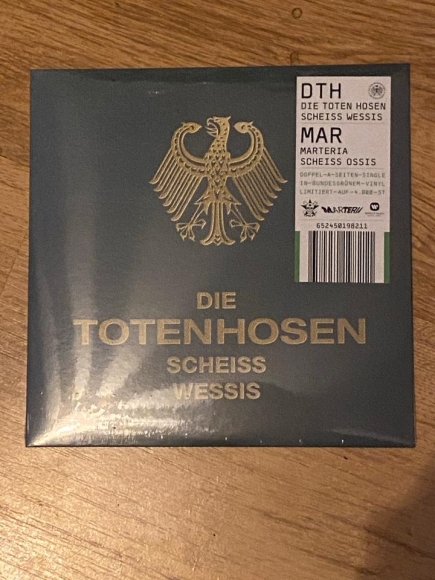 DTH
DIE TOTEN HOSEN
SCHEISS WESSIS
MAR
MARTERIA
SCHEISS OSSIS
DOPPEL-A-SEITEN-SINGLE
IN-BUNDESGRÜNEM-VINYL
LIMITIERT-AUF-4.000-ST
MARTERIA
652450198211
DIE
TOTENHOSEN
SCHEISS
WESSIS